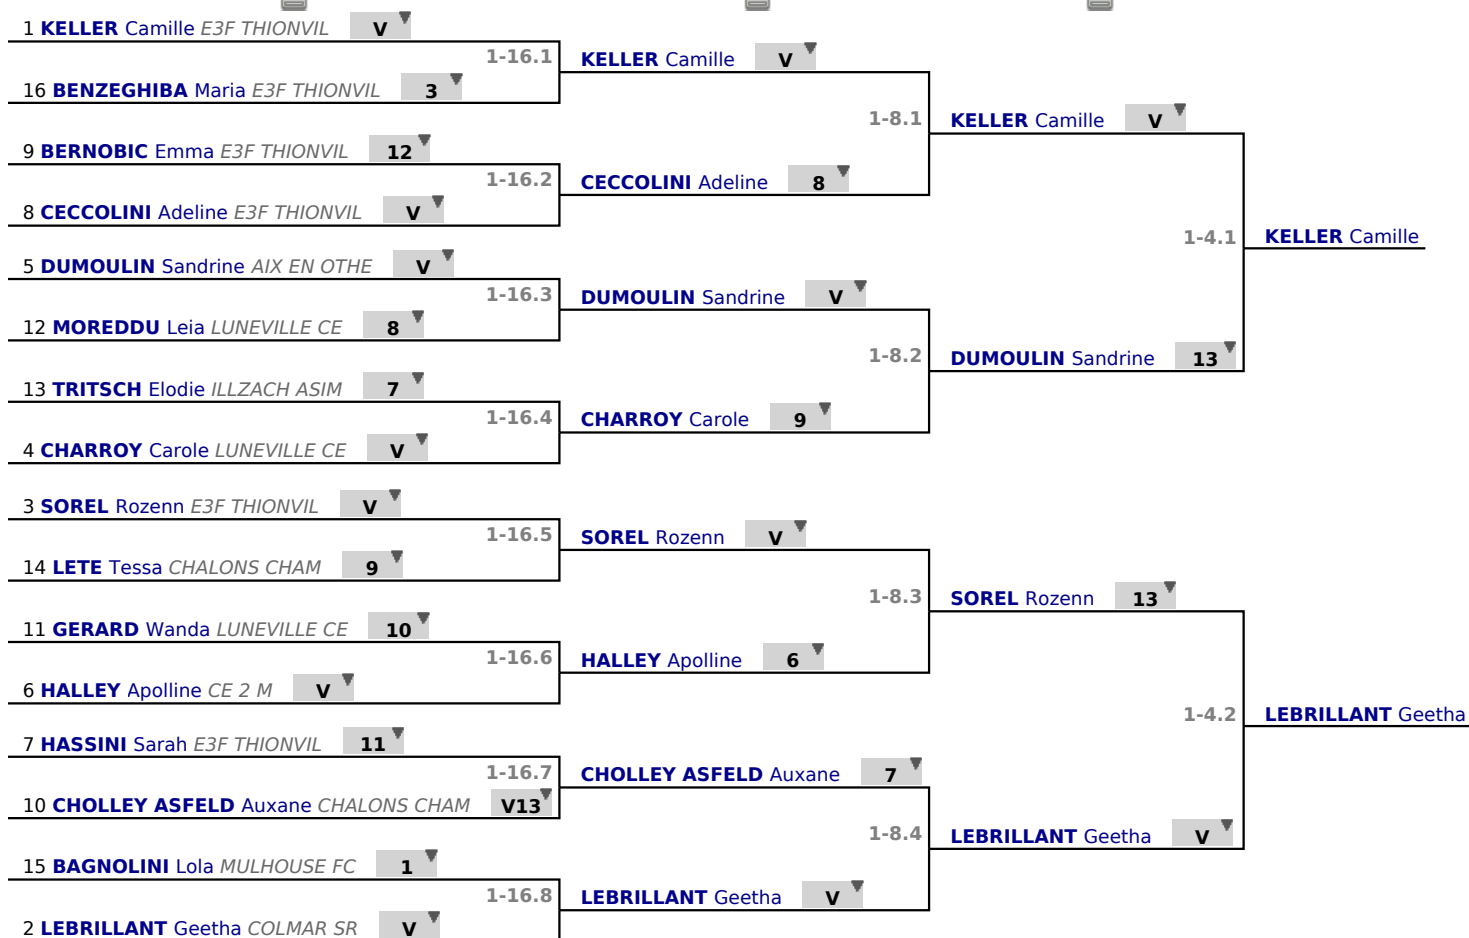 1 KELLER Camille E3F THIONVIL V
1-16.1
16 BENZEGHIBA Maria E3F THIONVIL 3
KELLER Camille V
1-8.1
9 BERNOBIC Emma E3F THIONVIL 12
1-16.2
8 CECCOLINI Adeline E3F THIONVIL V
CECCOLINI Adeline 8
KELLER Camille V
1-4.1
5 DUMOULIN Sandrine AIX EN OTHE V
1-16.3
12 MOREDDU Leia LUNEVILLE CE 8
DUMOULIN Sandrine V
1-8.2
13 TRITSCH Elodie ILLZACH ASIM 7
1-16.4
4 CHARROY Carole LUNEVILLE CE V
CHARROY Carole 9
DUMOULIN Sandrine 13
KELLER Camille
3 SOREL Rozenn E3F THIONVIL V
1-16.5
14 LETE Tessa CHALONS CHAM 9
SOREL Rozenn V
1-8.3
11 GERARD Wanda LUNEVILLE CE 10
1-16.6
6 HALLEY Apolline CE 2 M V
HALLEY Apolline 6
SOREL Rozenn 13
1-4.2
7 HASSINI Sarah E3F THIONVIL 11
1-16.7
10 CHOLLEY ASFELD Auxane CHALONS CHAM V13
CHOLLEY ASFELD Auxane 7
1-8.4
15 BAGNOLINI Lola MULHOUSE FC 1
1-16.8
2 LEBRILLANT Geetha COLMAR SR V
LEBRILLANT Geetha V
LEBRILLANT Geetha V
LEBRILLANT Geetha